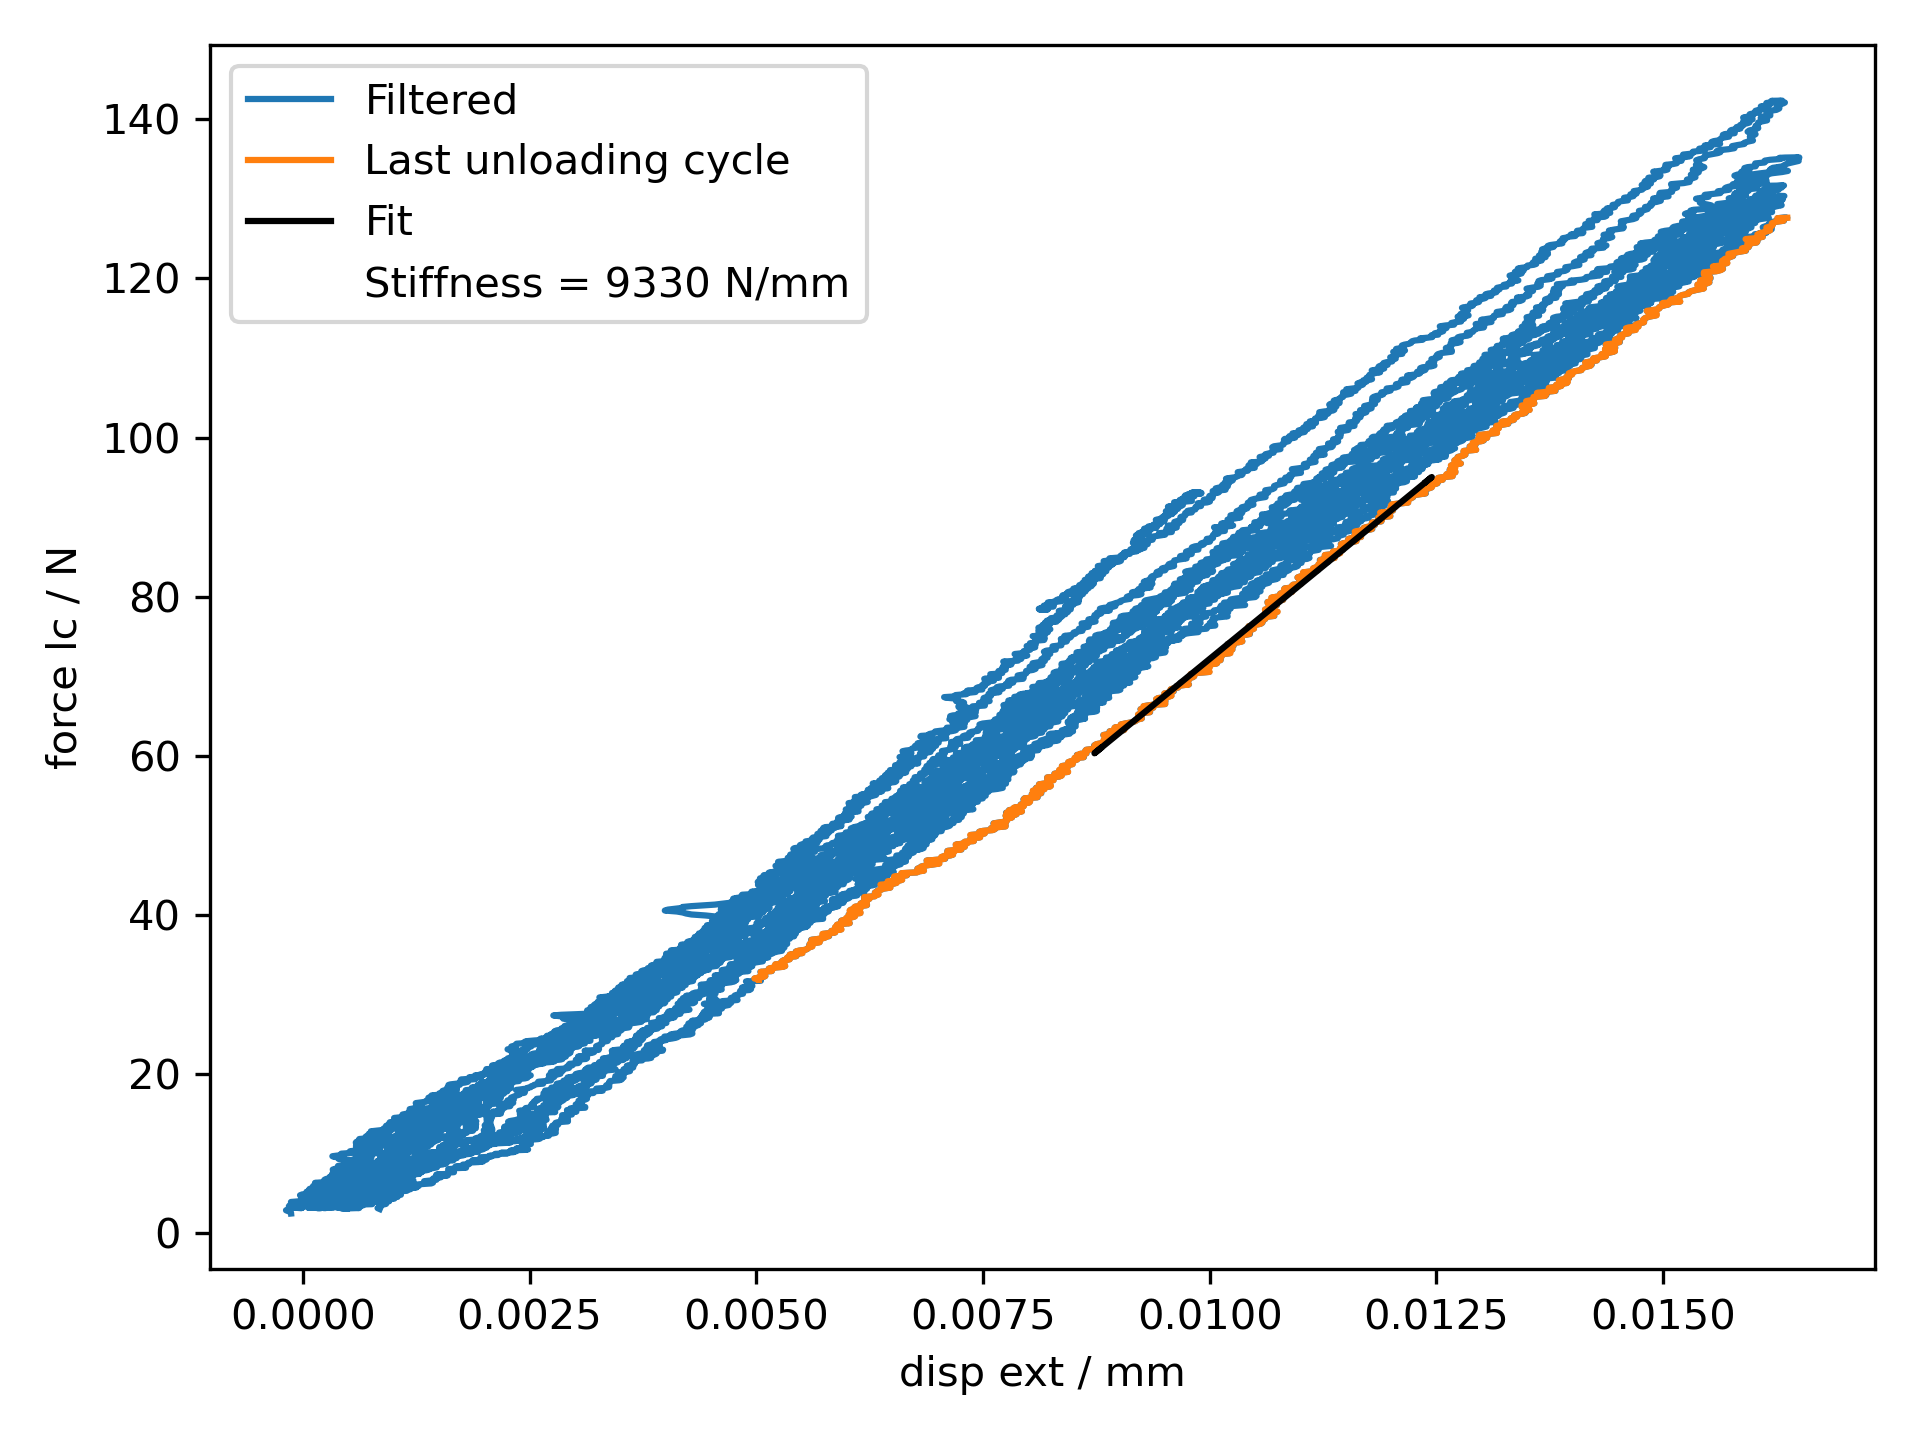 Filtered
Last unloading cycle
Fit
Stiffness = 9330 N/mm
140
120
100
80
60
40
20
0
force lc / N
0.0000 0.0025 0.0050 0.0075 0.0100 0.0125 0.0150
disp ext / mm